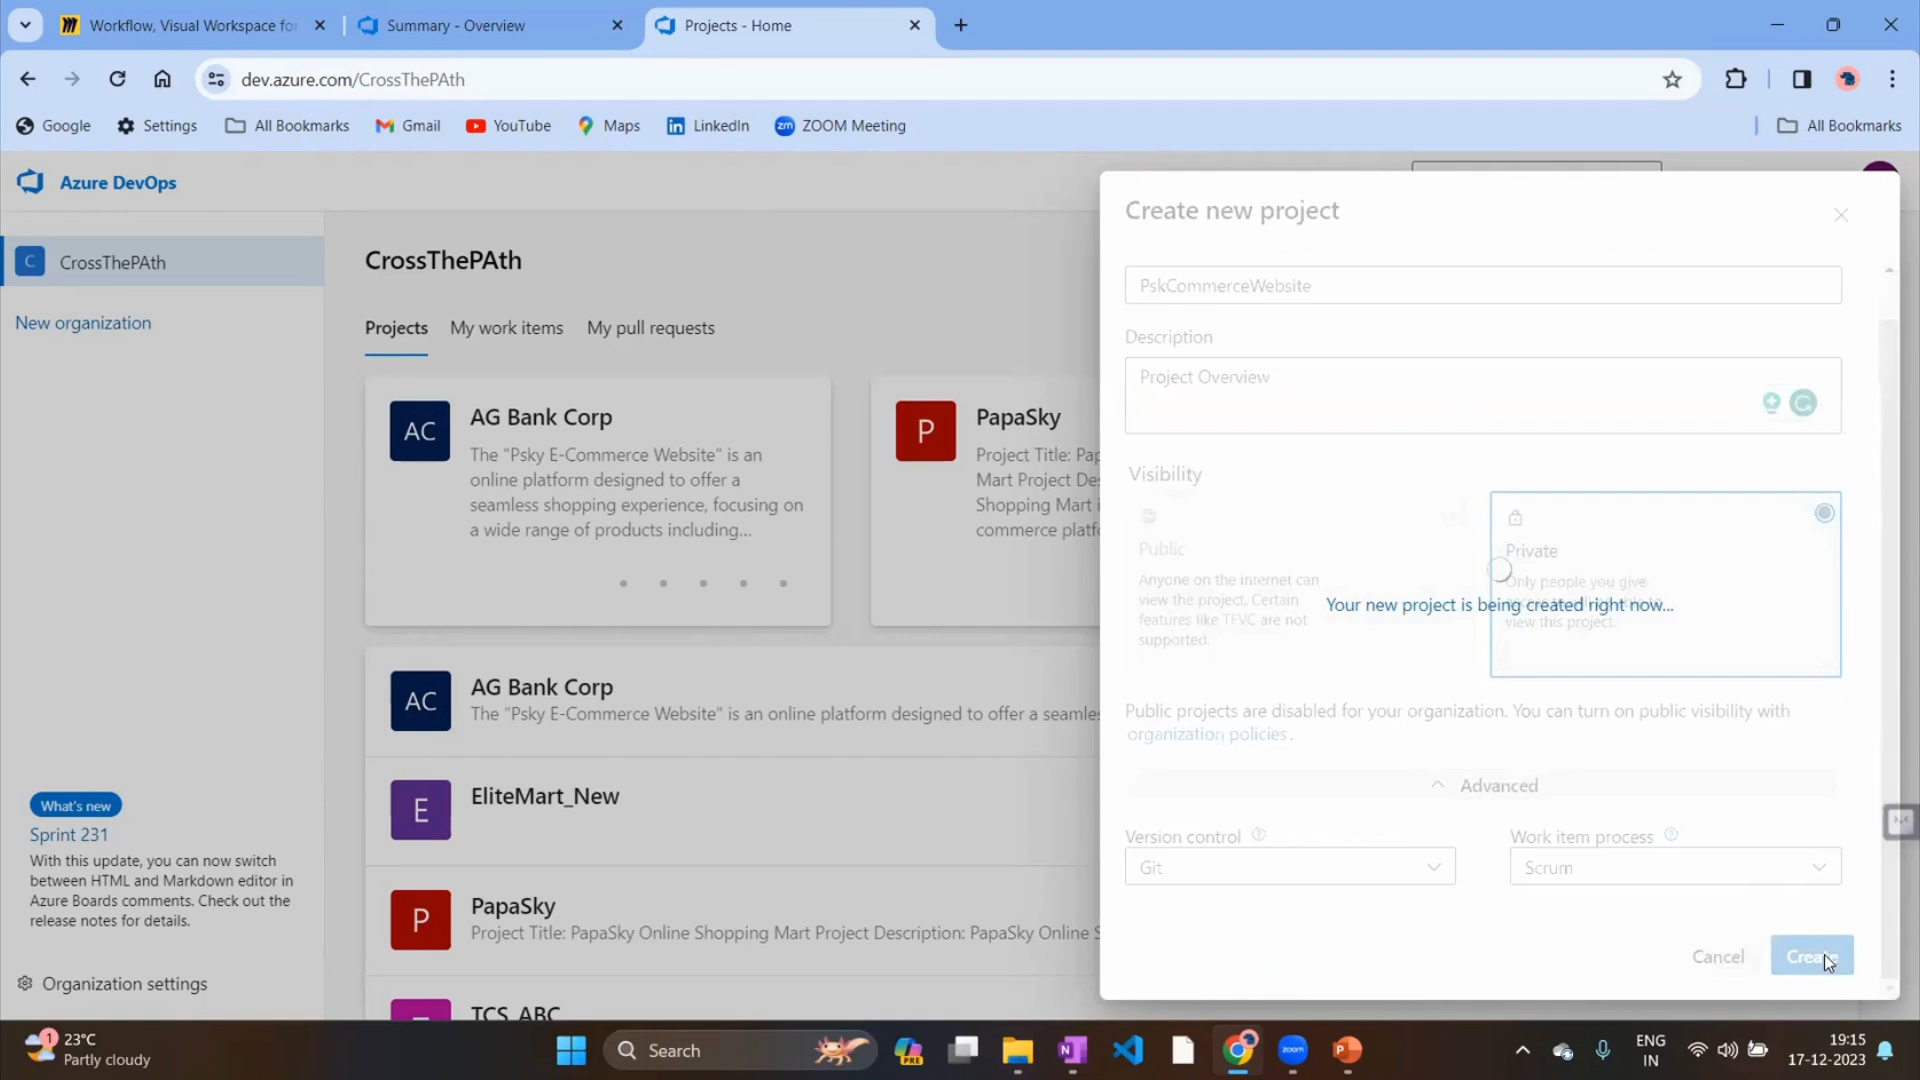 Workflow, Visual Workspace for
Summary - Overview
Projects - Home
dev.azure.com/CrossThePAth
Google
Settings
All Bookmarks
Gmail
YouTube
Maps
LinkedIn
zm
ZOOM Meeting
All Bookmarks
Azure DevOps
C
CrossThePAth
New organization
What's new
Sprint 231
With this update, you can now switch
between HTML and Markdown editor in
Azure Boards comments. Check out the
release notes for details.
Organization settings
CrossThePAth
Projects
My work items
My pull requests
AC
AG Bank Corp
The "Psky E-Commerce Website" is an
online platform designed to offer a
seamless shopping experience, focusing on
a wide range of products including...
P
PapaSky
Project Title: Pap
Mart Project De
Shopping Mart i
commerce platf
AC
AG Bank Corp
The "Psky E-Commerce Website" is an online platform designed to offer a seamles
E
EliteMart_New
P
PapaSky
Project Title: PapaSky Online Shopping Mart Project Description: PapaSky Online S
TCS_ABC
Create new project
PskCommerceWebsite
Description
Project Overview
Visibility
Public
Anyone on the internet can
view the project. Certain
features like TFVC are not
supported.
Private
Only people you give
view this project.
Your new project is being created right now...
Public projects are disabled for your organization. You can turn on public visibility with
organization policies.
Advanced
Version control
Git
Work item process
Scrum
Cancel
Create
1
23°C
Partly cloudy
Search
PRE
N
zoom
P
ENG
IN
19:15
17-12-2023